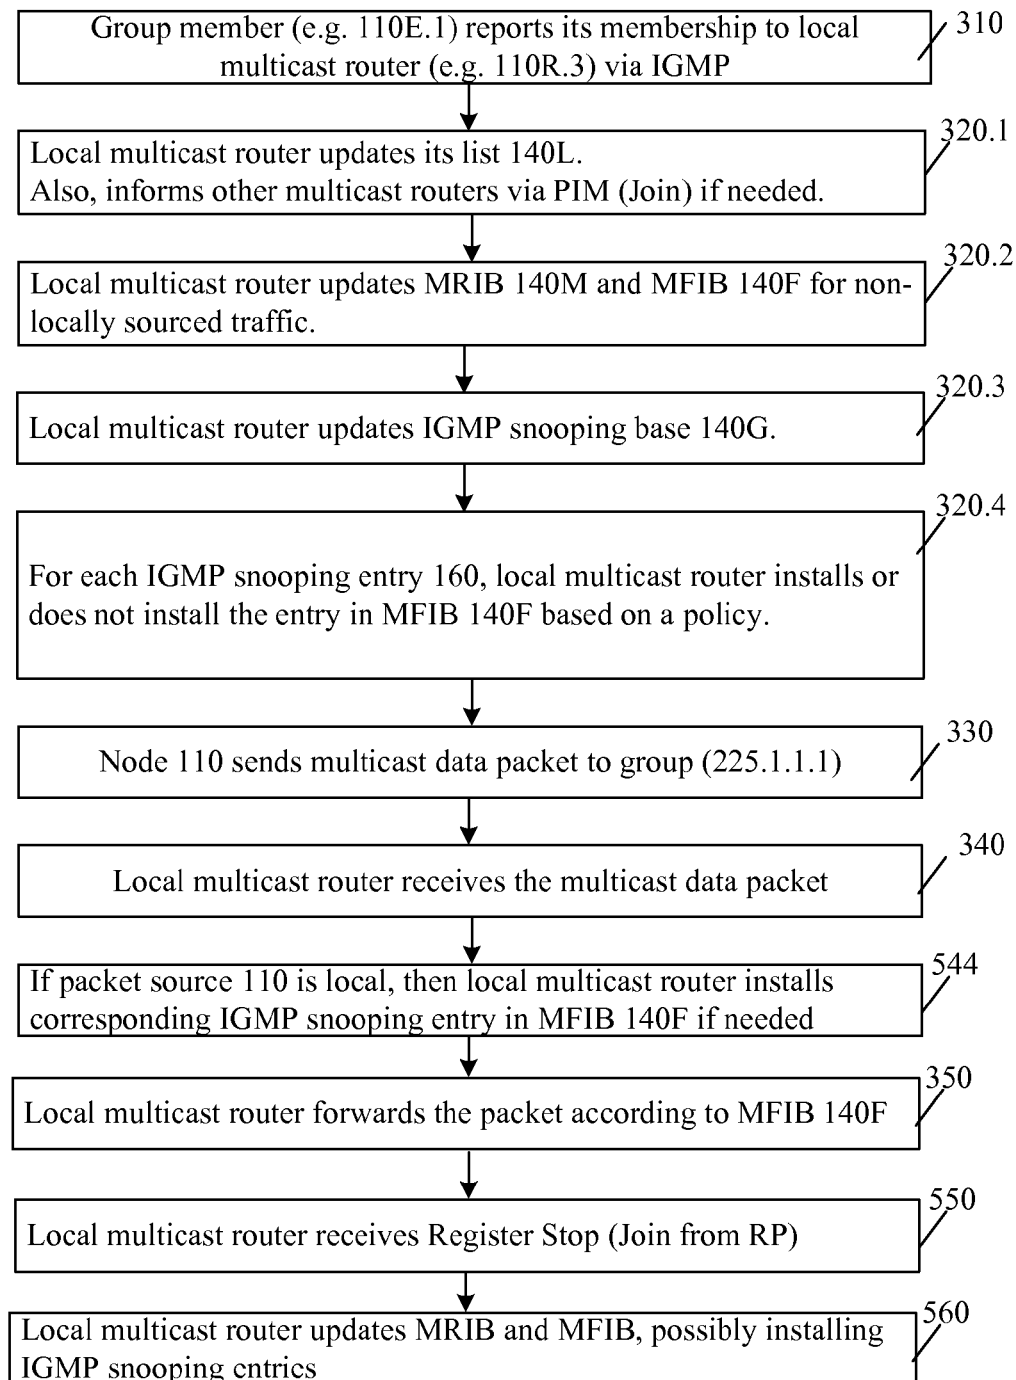 Group member (e.g. 110E.1) reports its membership to local
multicast router (e.g. 110R.3) via IGMP
310
320.1
Local multicast router updates its list 140L.
Also, informs other multicast routers via PIM (Join) if needed.
320.2
Local multicast router updates MRIB 140M and MFIB 140F for non-
locally sourced traffic.
320.3
Local multicast router updates IGMP snooping base 140G.
320.4
For each IGMP snooping entry 160, local multicast router installs or
does not install the entry in MFIB 140F based on a policy.
330
Node 110 sends multicast data packet to group (225.1.1.1)
340
Local multicast router receives the multicast data packet
544
If packet source 110 is local, then local multicast router installs
corresponding IGMP snooping entry in MFIB 140F if needed
350
Local multicast router forwards the packet according to MFIB 140F
550
Local multicast router receives Register Stop (Join from RP)
560
Local multicast router updates MRIB and MFIB, possibly installing
IGMP snooping entries